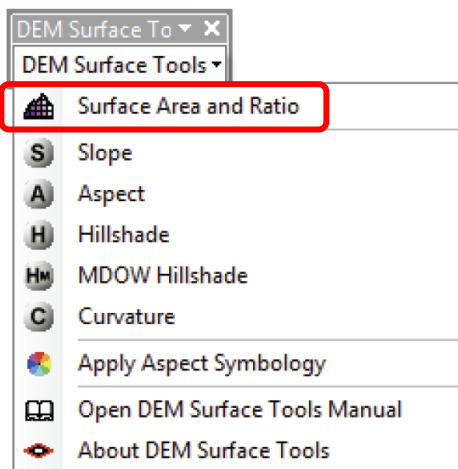 DEM Surface To
DEM Surface Tools
Surface Area and Ratio
S Slope
A Aspect
H Hillshade
HM MDOW Hillshade
C Curvature
Apply Aspect Symbology
Open DEM Surface Tools Manual
About DEM Surface Tools